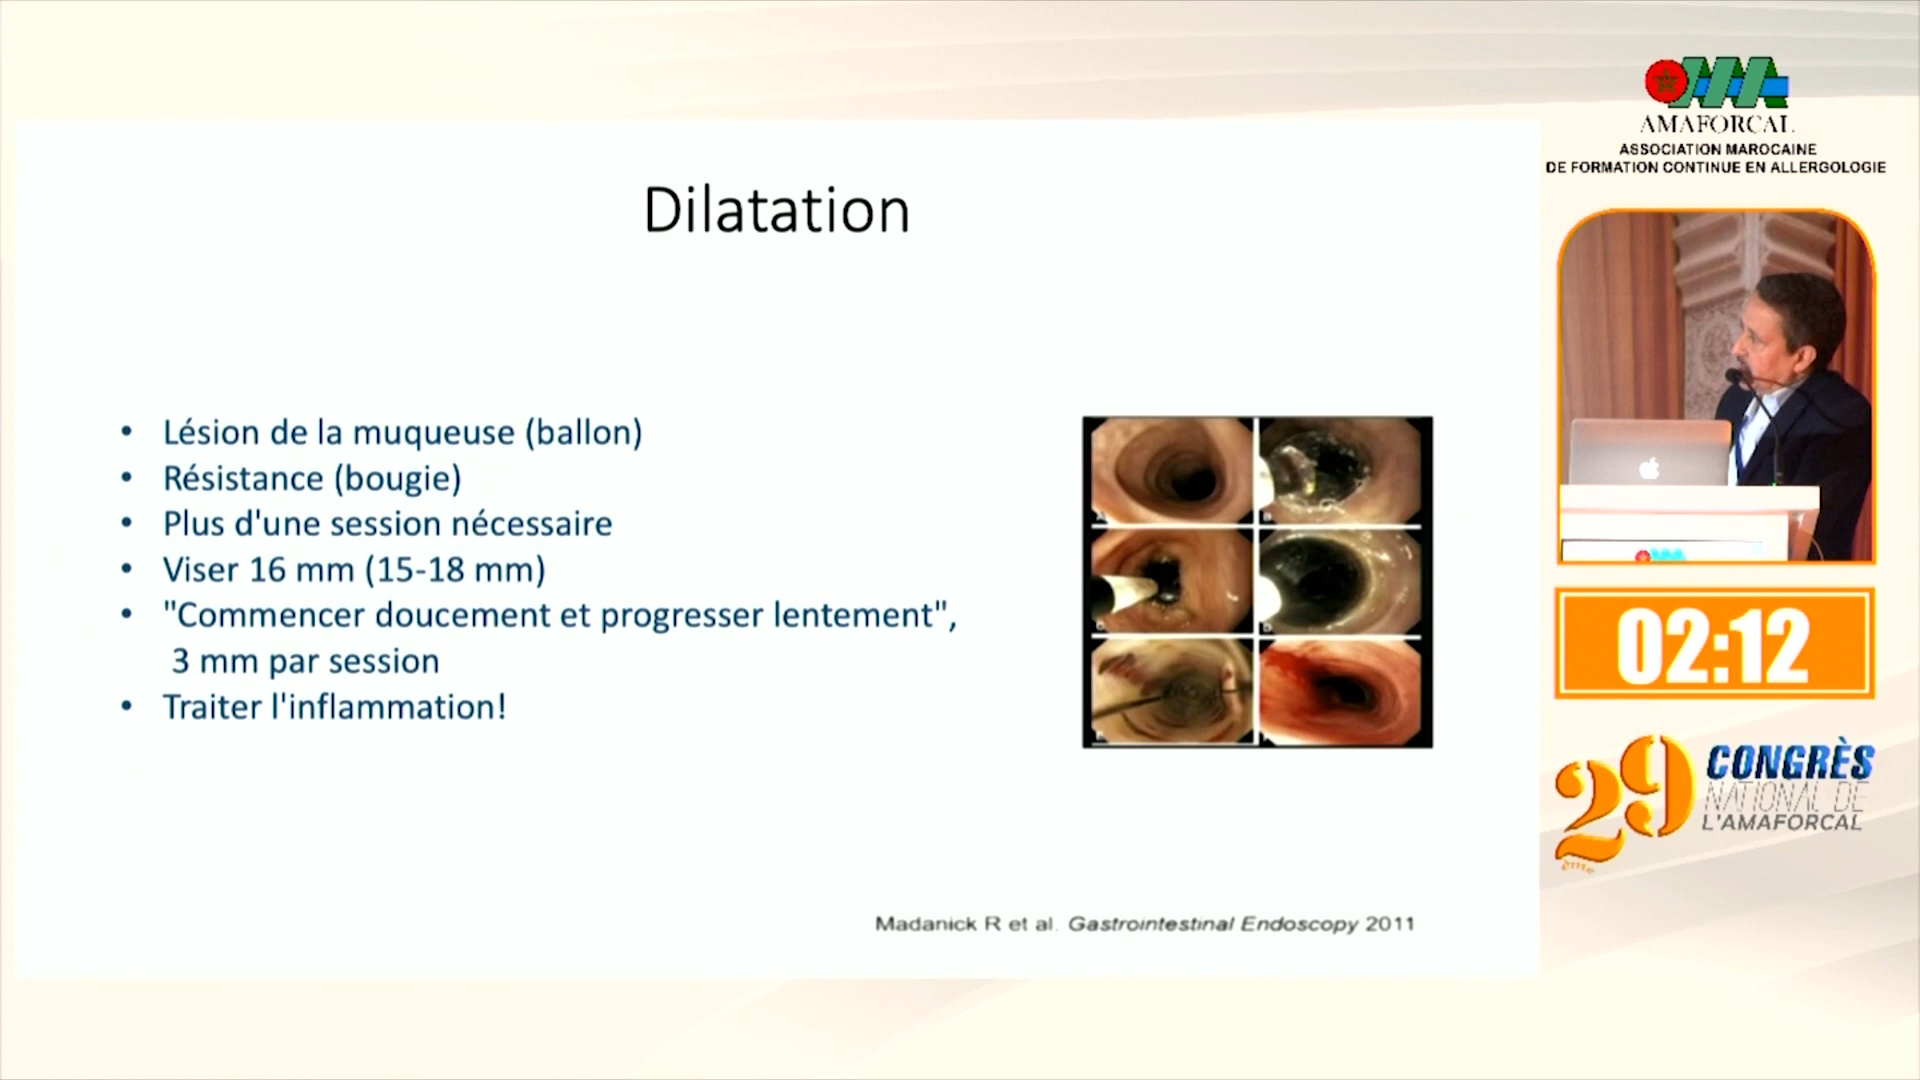 AMAFORCAL
ASSOCIATION MAROCAINE
DE FORMATION CONTINUE EN ALLERGOLOGIE
Dilatation
• Lésion de la muqueuse (ballon)
• Résistance (bougie)
• Plus d'une session nécessaire
• Viser 16 mm (15-18 mm)
• "Commencer doucement et progresser lentement",
3 mm par session
• Traiter l'inflammation!
Madanick R et al. Gastrointestinal Endoscopy 2011
02:12
29ème CONGRÈS
NATIONAL DE
L'AMAFORCAL